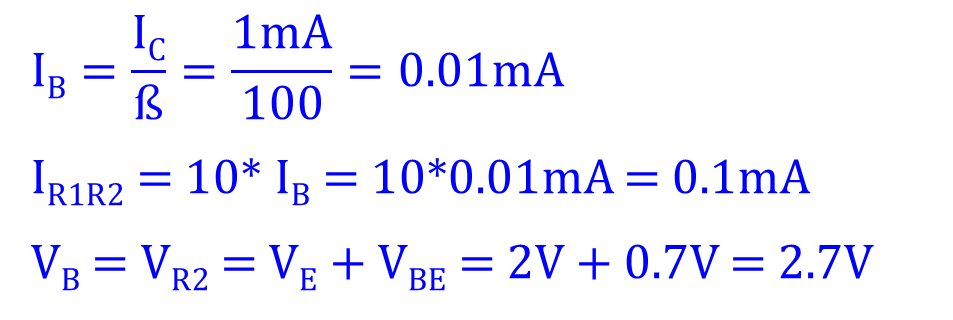 I_B = I_C/ß = 1mA/100 = 0.01mA
I_R1R2 = 10* I_B = 10*0.01mA = 0.1mA
V_B = V_R2 = V_E + V_BE = 2V + 0.7V = 2.7V